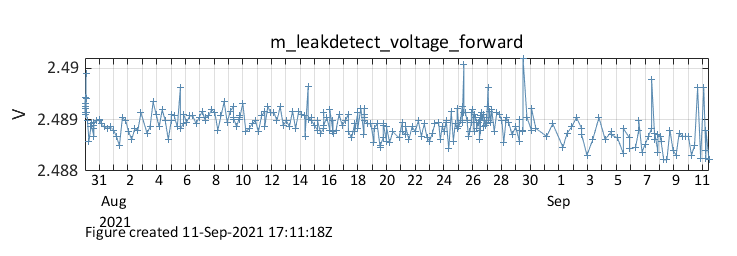 m_leakdetect_voltage_forward
2.49
2.489
2.488
V
31 2 4 6 8 10 12 14 16 18 20 22 24 26 28 30 1 3 5 7 9 11
Aug Sep
2021
Figure created 11-Sep-2021 17:11:18Z